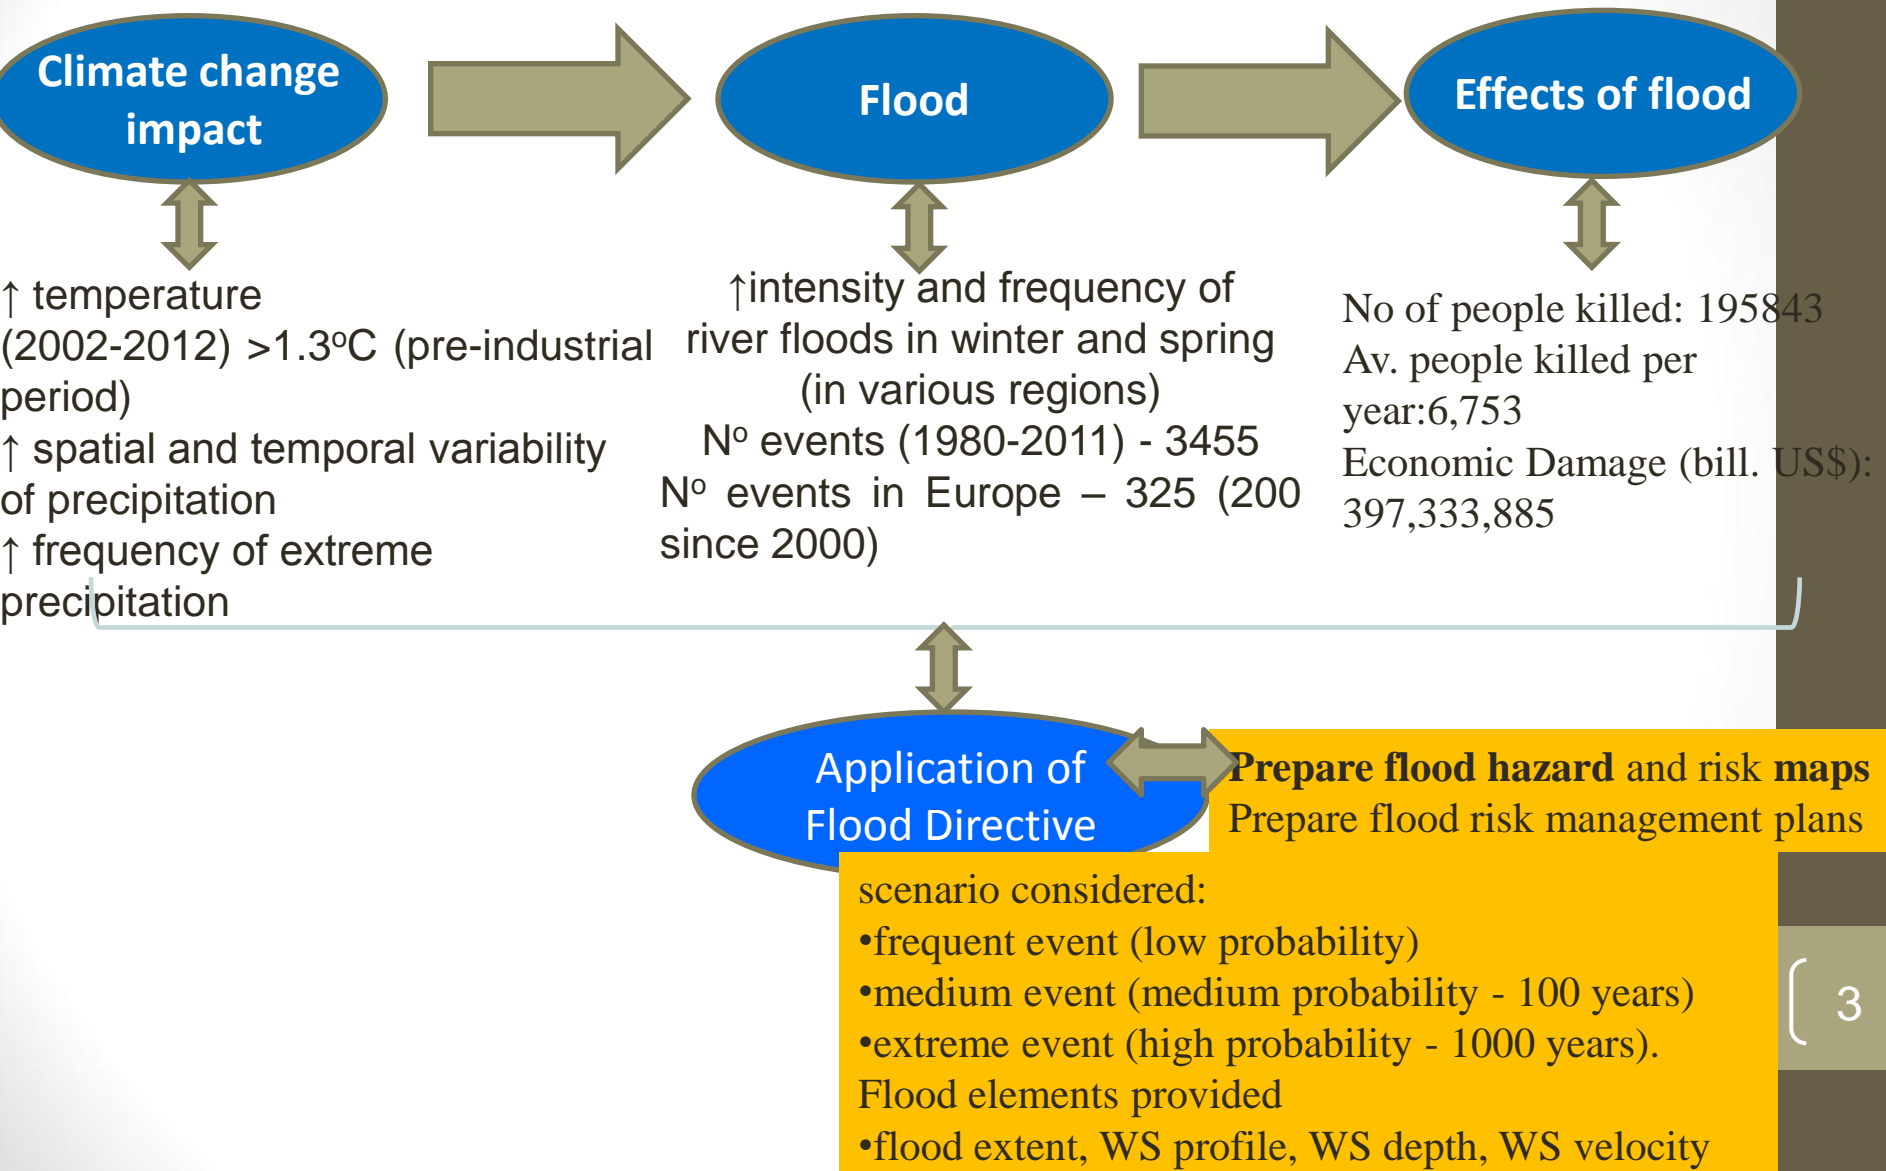 Climate change
impact
Flood
Effects of flood
↑ temperature
(2002-2012) >1.3ºC (pre-industrial
period)
↑ spatial and temporal variability
of precipitation
↑ frequency of extreme
precipitation
↑intensity and frequency of
river floods in winter and spring
(in various regions)
Nº events (1980-2011) - 3455
Nº events in Europe – 325 (200
since 2000)
No of people killed: 195843
Av. people killed per
year:6,753
Economic Damage (bill. US$):
397,333,885
Application of
Flood Directive
Prepare flood hazard and risk maps
Prepare flood risk management plans
scenario considered:
•frequent event (low probability)
•medium event (medium probability - 100 years)
•extreme event (high probability - 1000 years).
Flood elements provided
•flood extent, WS profile, WS depth, WS velocity
3